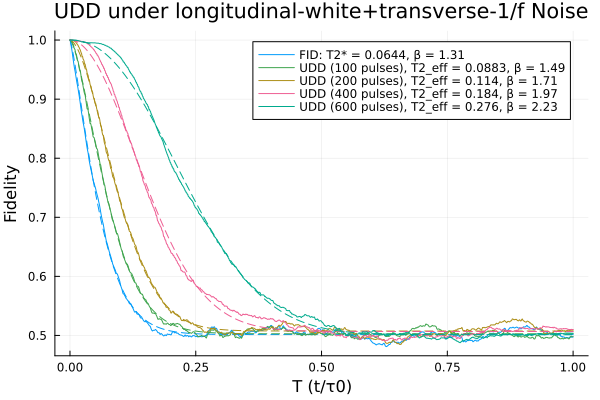 UDD under longitudinal-white+transverse-1/f Noise
1.0
0.9
0.8
0.7
0.6
0.5
Fidelity
FID: T2* = 0.0644, β = 1.31
UDD (100 pulses), T2_eff = 0.0883, β = 1.49
UDD (200 pulses), T2_eff = 0.114, β = 1.71
UDD (400 pulses), T2_eff = 0.184, β = 1.97
UDD (600 pulses), T2_eff = 0.276, β = 2.23
0.00 0.25 0.50 0.75 1.00
T (t/τ0)